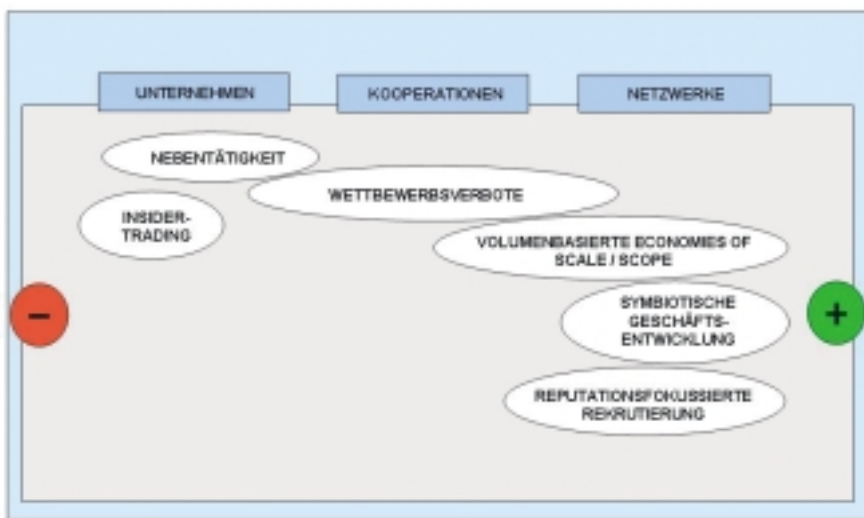 UNTERNEHMEN
KOOPERATIONEN
NETZWERKE
NEBENTÄTIGKEIT
WETTBEWERBSVERBOTE
INSIDER-
TRADING
VOLUMENBASIERTE ECONOMIES OF
SCALE / SCOPE
SYMBIOTISCHE
GESCHÄFTS-
ENTWICKLUNG
REPUTATIONSFOKUSSIERTE
REKRUTIERUNG
–
+